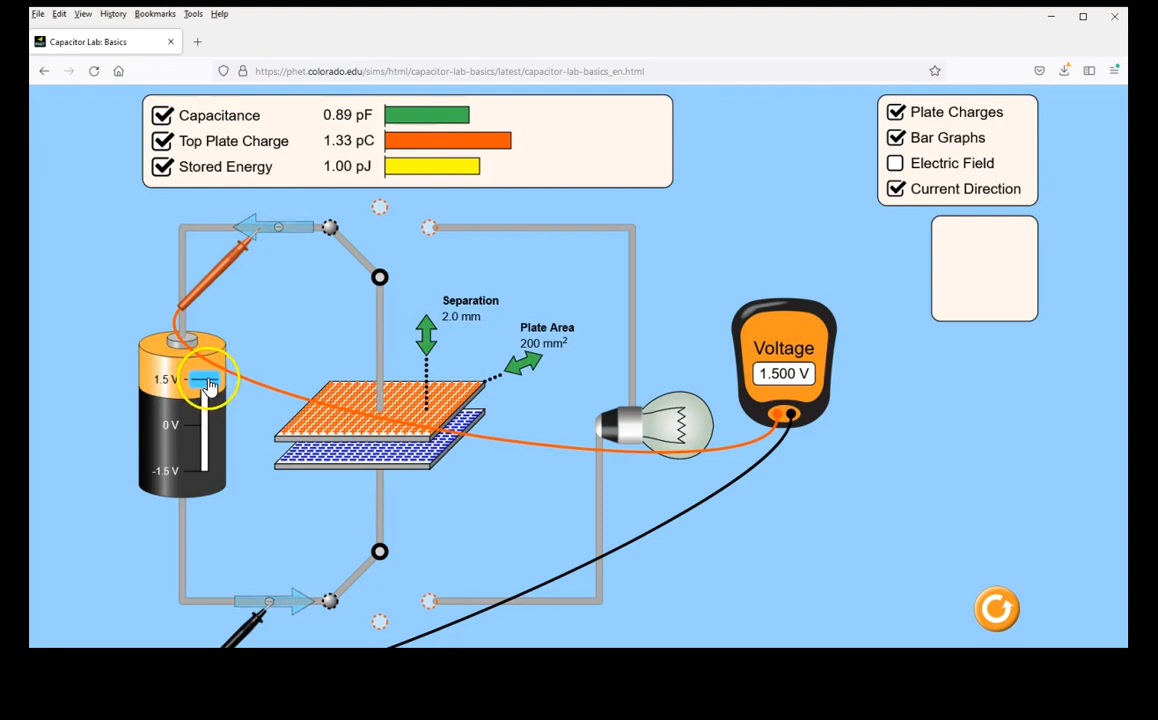 File Edit View History Bookmarks Tools Help
Capacitor Lab: Basics
https://phet.colorado.edu/sims/html/capacitor-lab-basics/latest/capacitor-lab-basics_en.html
Capacitance 0.89 pF
Top Plate Charge 1.33 pC
Stored Energy 1.00 pJ
Plate Charges
Bar Graphs
Electric Field
Current Direction
Separation
2.0 mm
Plate Area
200 mm²
Voltage
1.500 V
1.5 V
0 V
-1.5 V